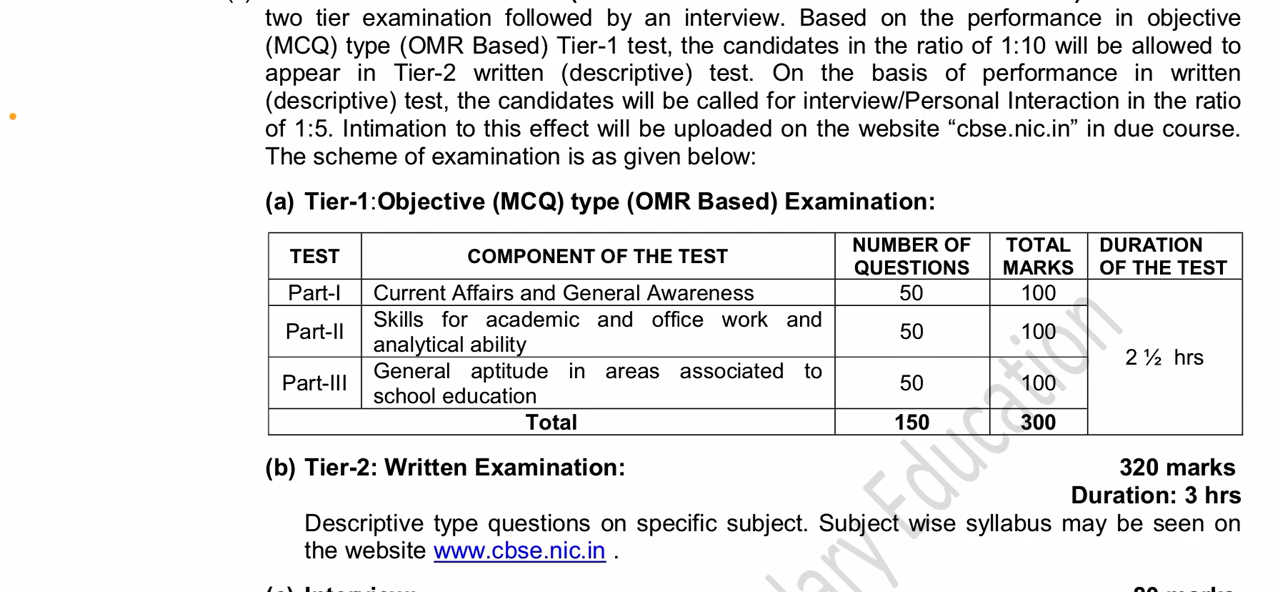 two tier examination followed by an interview. Based on the performance in objective
(MCQ) type (OMR Based) Tier-1 test, the candidates in the ratio of 1:10 will be allowed to
appear in Tier-2 written (descriptive) test. On the basis of performance in written
(descriptive) test, the candidates will be called for interview/Personal Interaction in the ratio
of 1:5. Intimation to this effect will be uploaded on the website “cbse.nic.in” in due course.
The scheme of examination is as given below:
(a) Tier-1:Objective (MCQ) type (OMR Based) Examination:
TEST COMPONENT OF THE TEST NUMBER OF QUESTIONS TOTAL MARKS DURATION OF THE TEST
Part-I Current Affairs and General Awareness 50 100
Part-II Skills for academic and office work and
analytical ability 50 100
2 ½ hrs
Part-III General aptitude in areas associated to
school education 50 100
Total 150 300
(b) Tier-2: Written Examination: 320 marks
Duration: 3 hrs
Descriptive type questions on specific subject. Subject wise syllabus may be seen on
the website www.cbse.nic.in .
Education